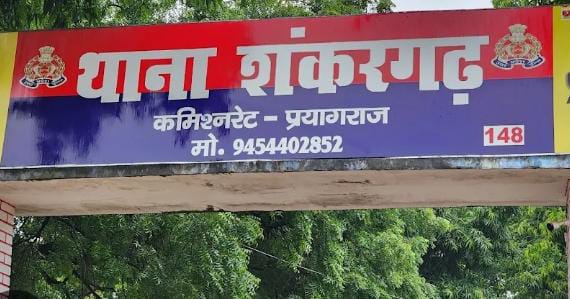 थाना शंकरगढ़
कमिश्नरेट - प्रयागराज
मो. 9454402852
148